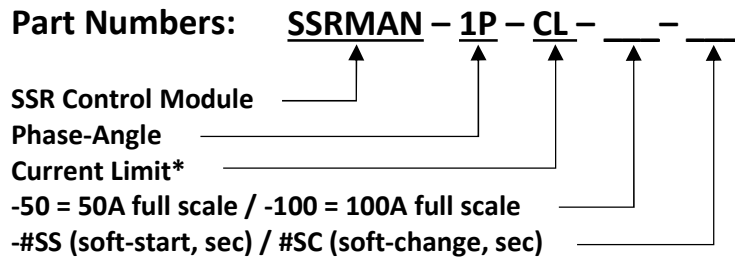 Part Numbers: SSRMAN – 1P – CL – ___ – ___
SSR Control Module
Phase-Angle
Current Limit*
-50 = 50A full scale / -100 = 100A full scale
-#SS (soft-start, sec) / #SC (soft-change, sec)